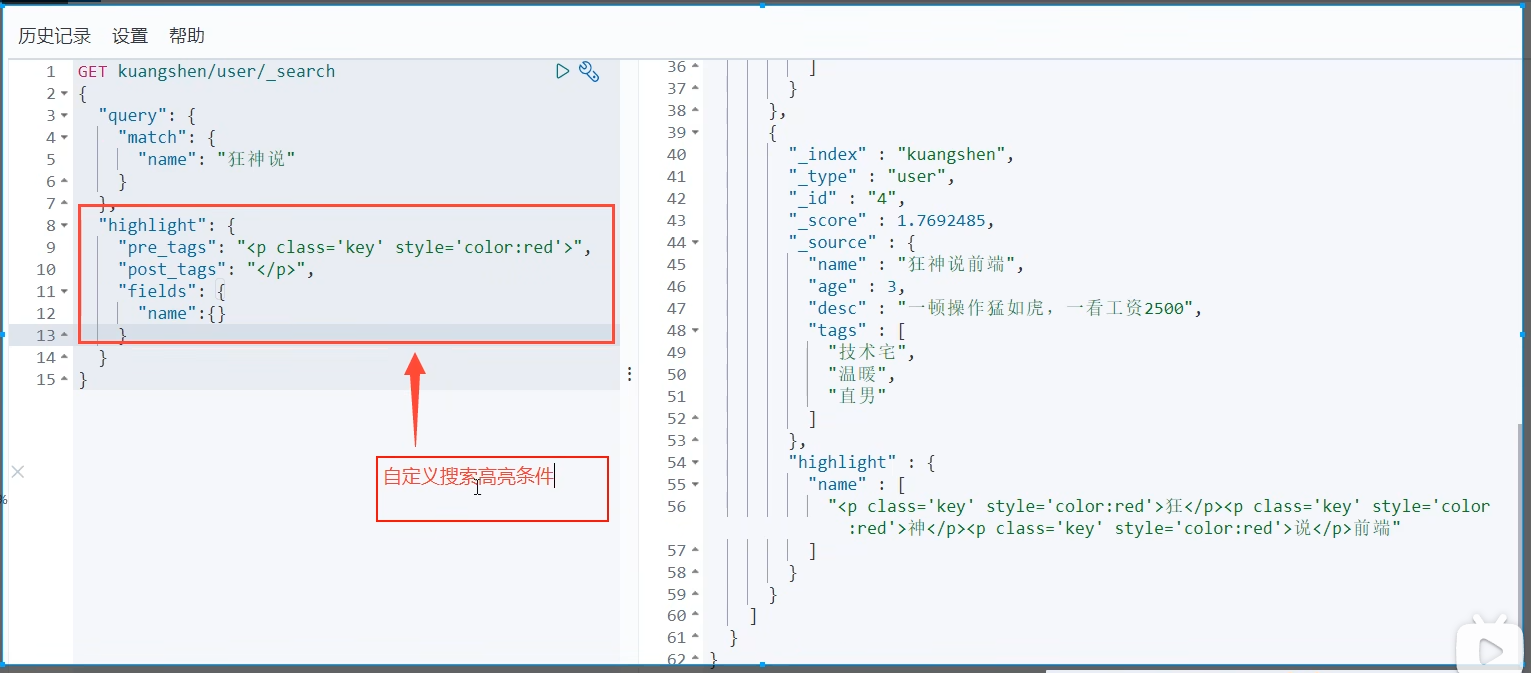 历史记录 设置 帮助
1 GET kuangshen/user/_search
2 {
3 "query": {
4 "match": {
5 "name": "狂神说"
6 }
7 },
8 "highlight": {
9 "pre_tags": "<p class='key' style='color:red'>",
10 "post_tags": "</p>",
11 "fields": {
12 "name":{}
13 }
14 }
15 }
自定义搜索高亮条件
%
36 ]
37 }
38 },
39 {
40 "_index" : "kuangshen",
41 "_type" : "user",
42 "_id" : "4",
43 "_score" : 1.7692485,
44 "_source" : {
45 "name" : "狂神说前端",
46 "age" : 3,
47 "desc" : "一顿操作猛如虎，一看工资2500",
48 "tags" : [
49 "技术宅",
50 "温暖",
51 "直男"
52 ]
53 },
54 "highlight" : {
55 "name" : [
56 "<p class='key' style='color:red'>狂</p><p class='key' style='color
:red'>神</p><p class='key' style='color:red'>说</p>前端"
57 ]
58 }
59 }
60 ]
61 }
62 }